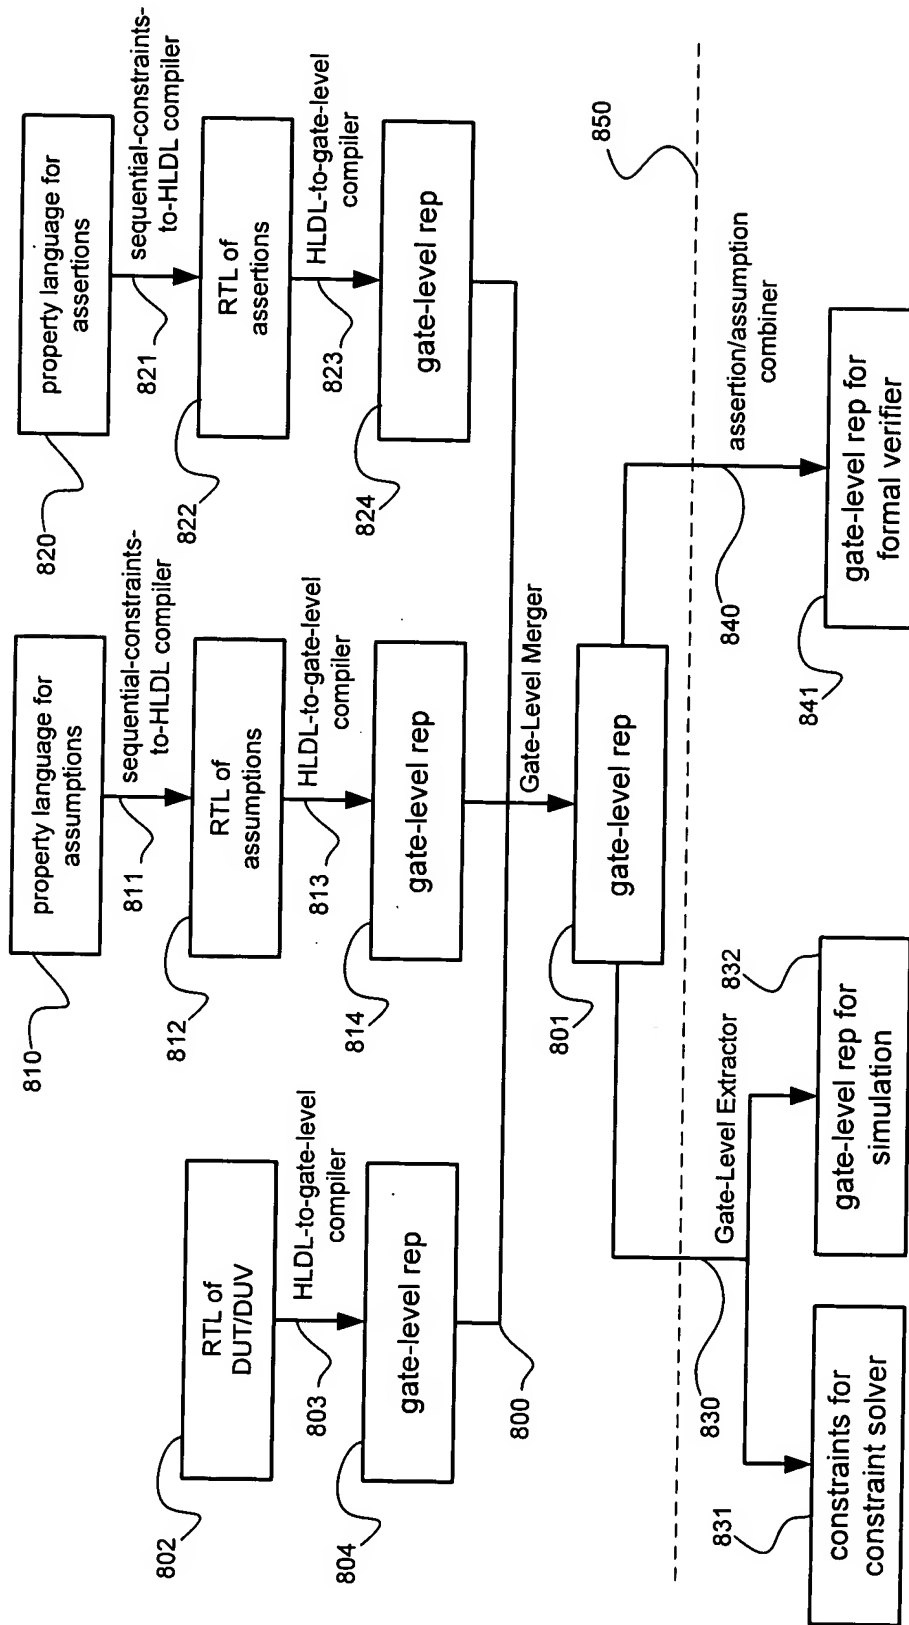 property language for
assumptions
property language for
assertions
810
820
sequential-constraints-
to-HLDL compiler
811
sequential-constraints-
to-HLDL compiler
821
RTL of
DUT/DUV
802
RTL of
assumptions
812
RTL of
assertions
822
HLDL-to-gate-level
compiler
803
HLDL-to-gate-level
compiler
813
HLDL-to-gate-level
compiler
823
gate-level rep
804
gate-level rep
814
gate-level rep
824
800
Gate-Level Merger
gate-level rep
801
850
830
Gate-Level Extractor
assertion/assumption
combiner
840
constraints for
constraint solver
831
gate-level rep for
simulation
832
gate-level rep for
formal verifier
841